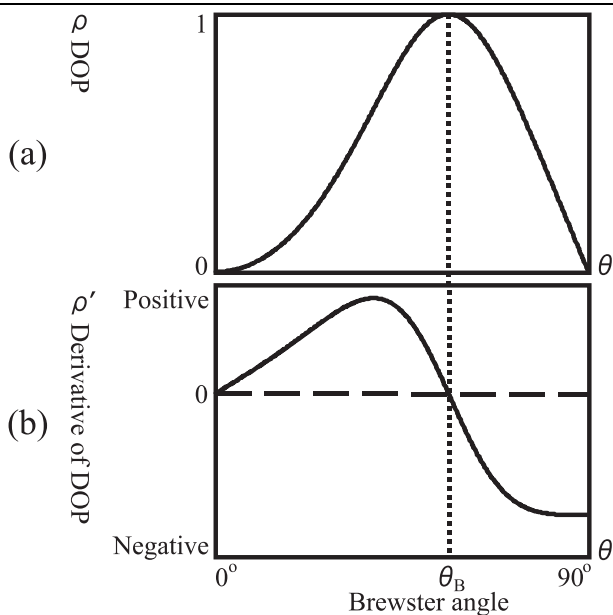 (a)
ρ DOP
1
0
θ
(b)
ρ′ Derivative of DOP
Positive
0
Negative
θ
0°
θB
90°
Brewster angle